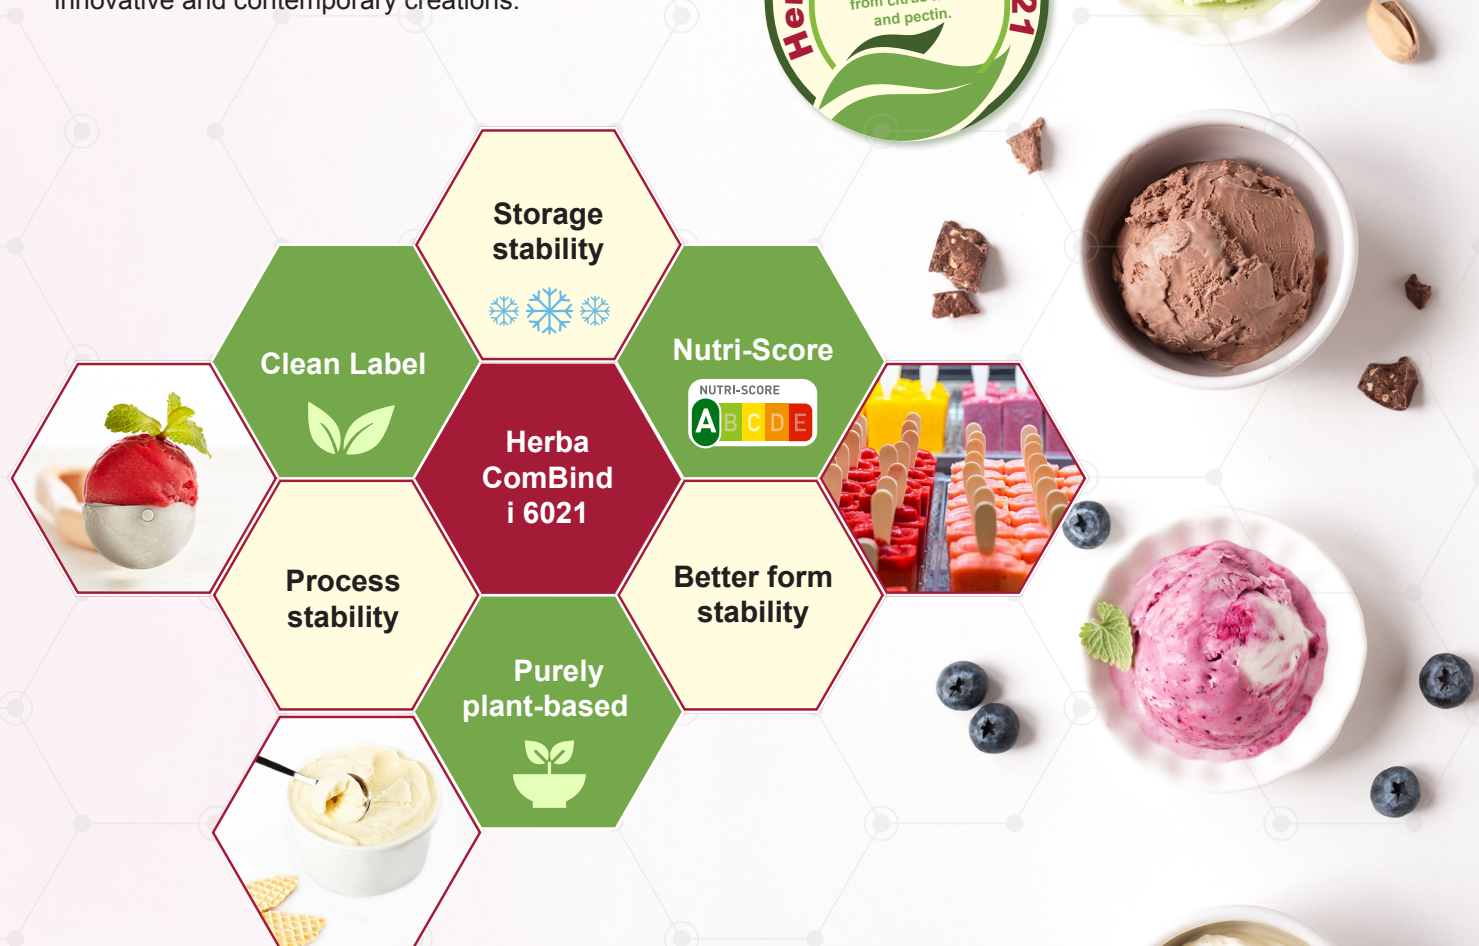 innovative and contemporary creations.
and pectin.
21
Storage
stability
Clean Label
Nutri-Score
NUTRI-SCORE
A B C D E
Herba
ComBind
i 6021
Process
stability
Better form
stability
Purely
plant-based